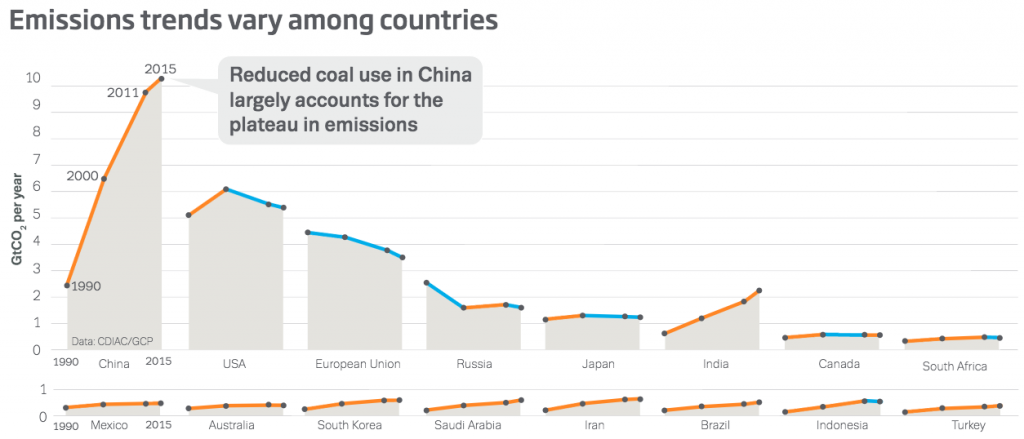 Emissions trends vary among countries
2015
Reduced coal use in China
largely accounts for the
plateau in emissions
10
2011
9
8
7
2000
6
5
4
3
1990
2
1
0
GtCO2 per year
Data: CDIAC/GCP
1990 China 2015 USA European Union Russia Japan India Canada South Africa
1
0
1990 Mexico 2015 Australia South Korea Saudi Arabia Iran Brazil Indonesia Turkey